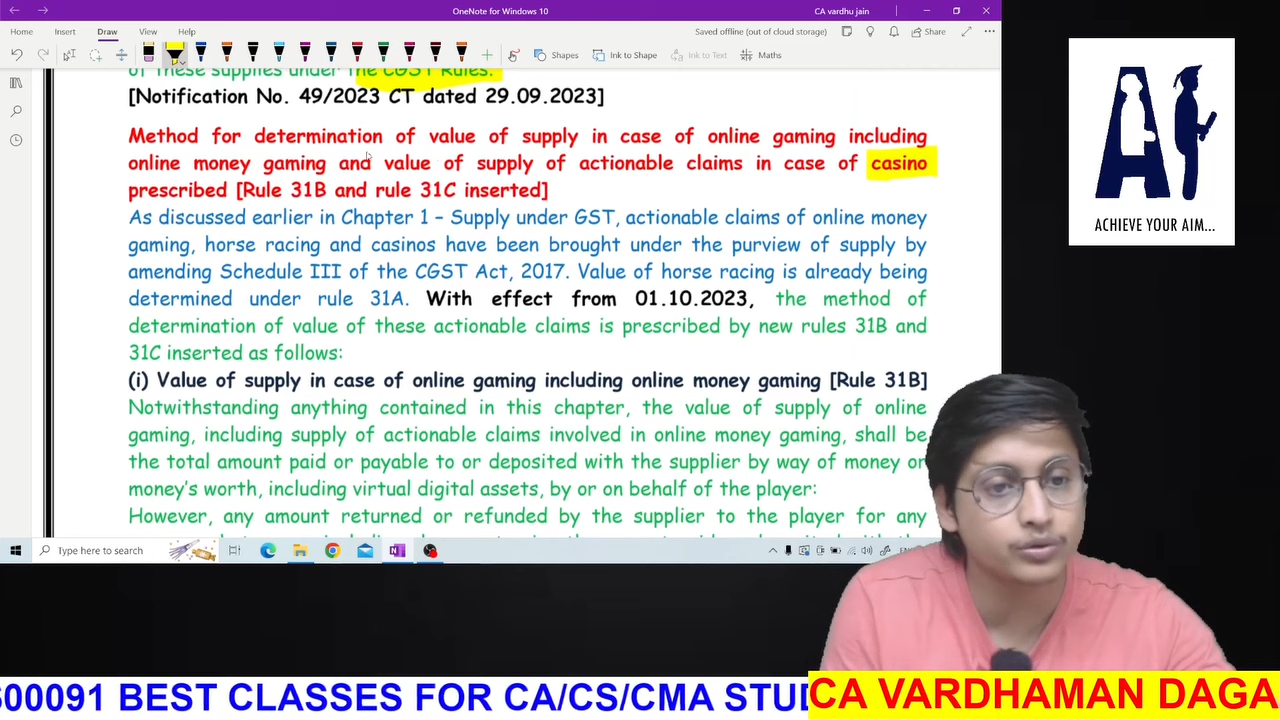 OneNote for Windows 10
CA vardhu jain
Home Insert Draw View Help
Saved offline (out of cloud storage)
Share
Shapes
Ink to Shape
Ink to Text
Maths
of these supplies under the CGST Rules.
[Notification No. 49/2023 CT dated 29.09.2023]
Method for determination of value of supply in case of online gaming including
online money gaming and value of supply of actionable claims in case of casino
prescribed [Rule 31B and rule 31C inserted]
As discussed earlier in Chapter 1 – Supply under GST, actionable claims of online money
gaming, horse racing and casinos have been brought under the purview of supply by
amending Schedule III of the CGST Act, 2017. Value of horse racing is already being
determined under rule 31A. With effect from 01.10.2023, the method of
determination of value of these actionable claims is prescribed by new rules 31B and
31C inserted as follows:
(i) Value of supply in case of online gaming including online money gaming [Rule 31B]
Notwithstanding anything contained in this chapter, the value of supply of online
gaming, including supply of actionable claims involved in online money gaming, shall be
the total amount paid or payable to or deposited with the supplier by way of money or
money's worth, including virtual digital assets, by or on behalf of the player:
However, any amount returned or refunded by the supplier to the player for any
Type here to search
ACHIEVE YOUR AIM...
S00091 BEST CLASSES FOR CA/CS/CMA STUD
CA VARDHAMAN DAGA